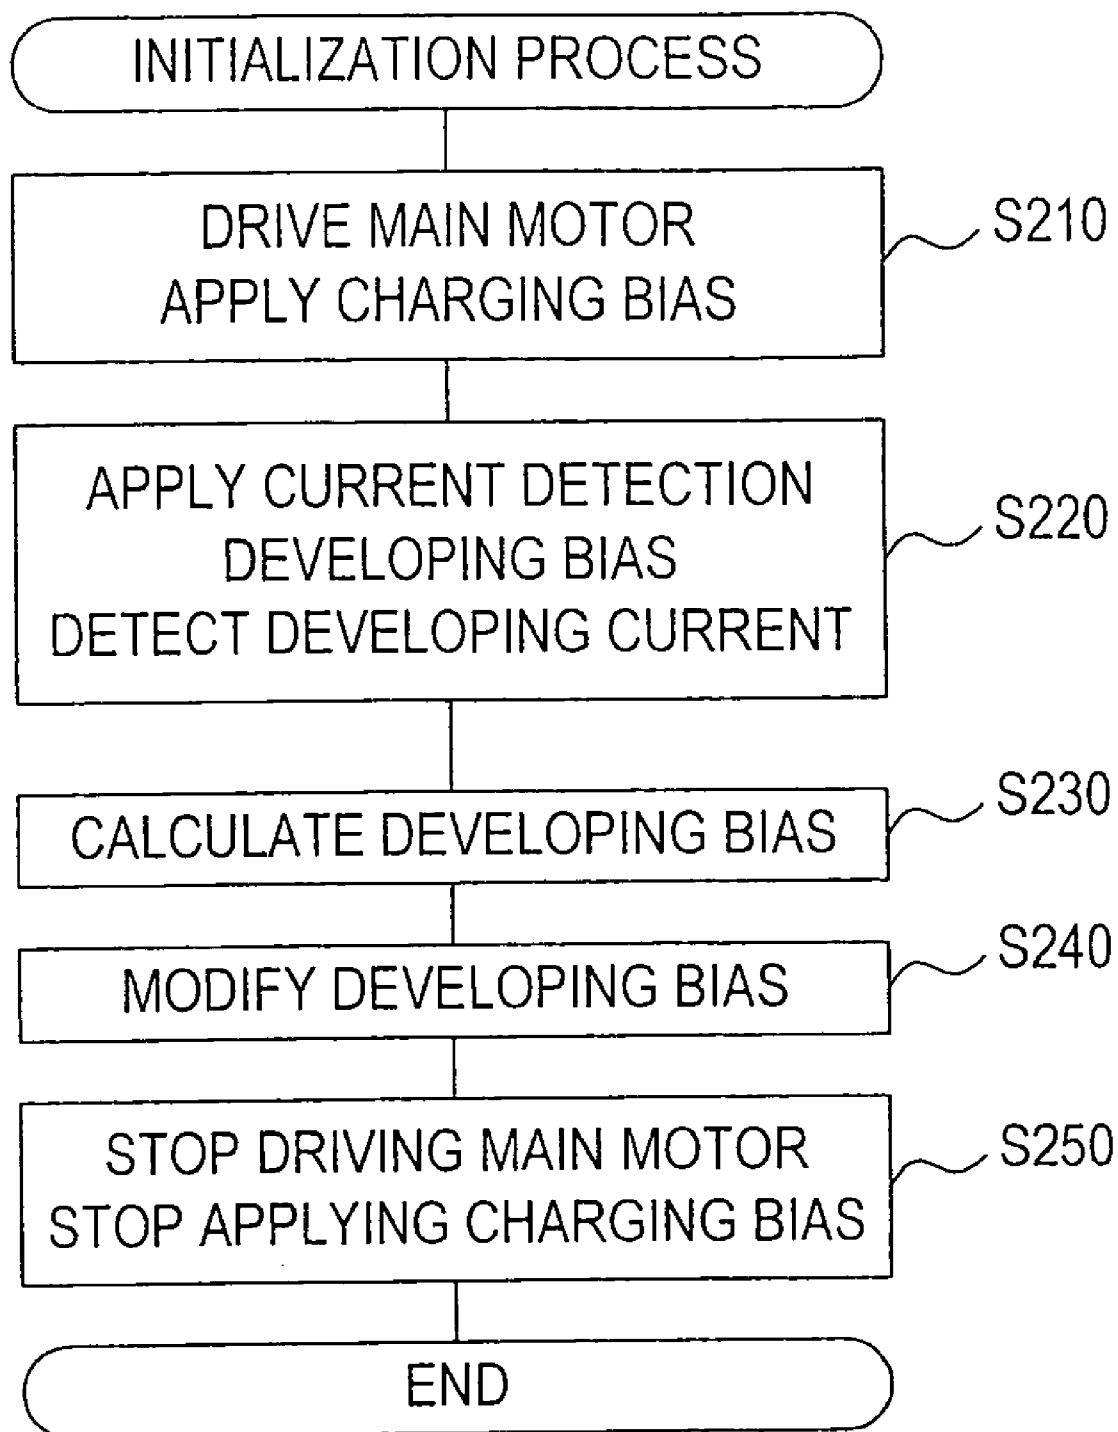 INITIALIZATION PROCESS
DRIVE MAIN MOTOR
APPLY CHARGING BIAS
S210
APPLY CURRENT DETECTION
DEVELOPING BIAS
DETECT DEVELOPING CURRENT
S220
CALCULATE DEVELOPING BIAS
S230
MODIFY DEVELOPING BIAS
S240
STOP DRIVING MAIN MOTOR
STOP APPLYING CHARGING BIAS
S250
END